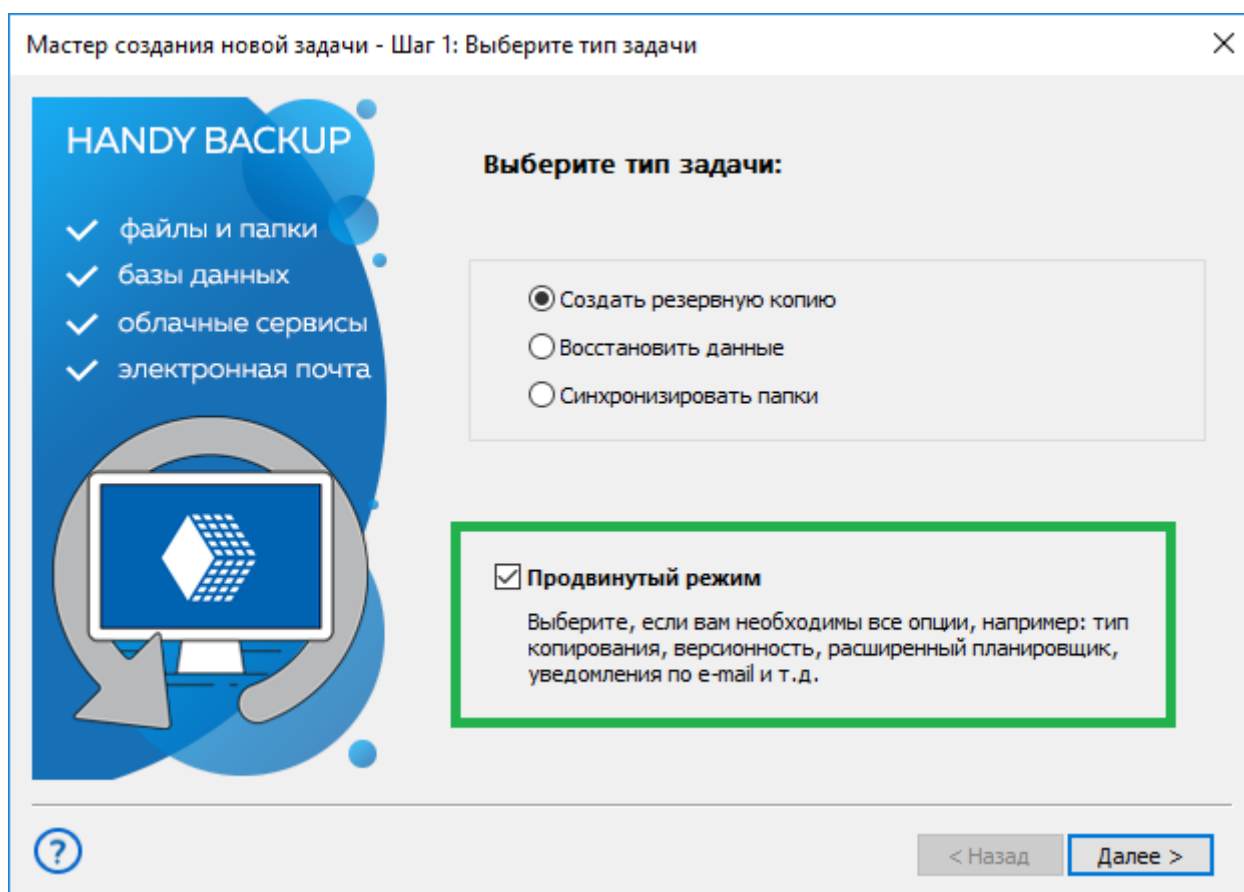 Мастер создания новой задачи - Шаг 1: Выберите тип задачи
HANDY BACKUP
файлы и папки
базы данных
облачные сервисы
электронная почта
Выберите тип задачи:
Создать резервную копию
Восстановить данные
Синхронизировать папки
Продвинутый режим
Выберите, если вам необходимы все опции, например: тип
копирования, версионность, расширенный планировщик,
уведомления по e-mail и т.д.
?
< Назад
Далее >